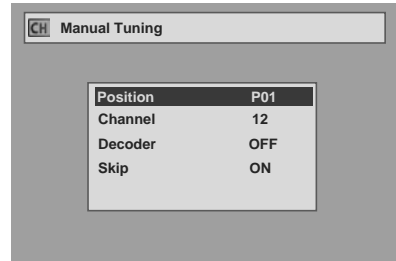 CH Manual Tuning
Position P01
Channel 12
Decoder OFF
Skip ON